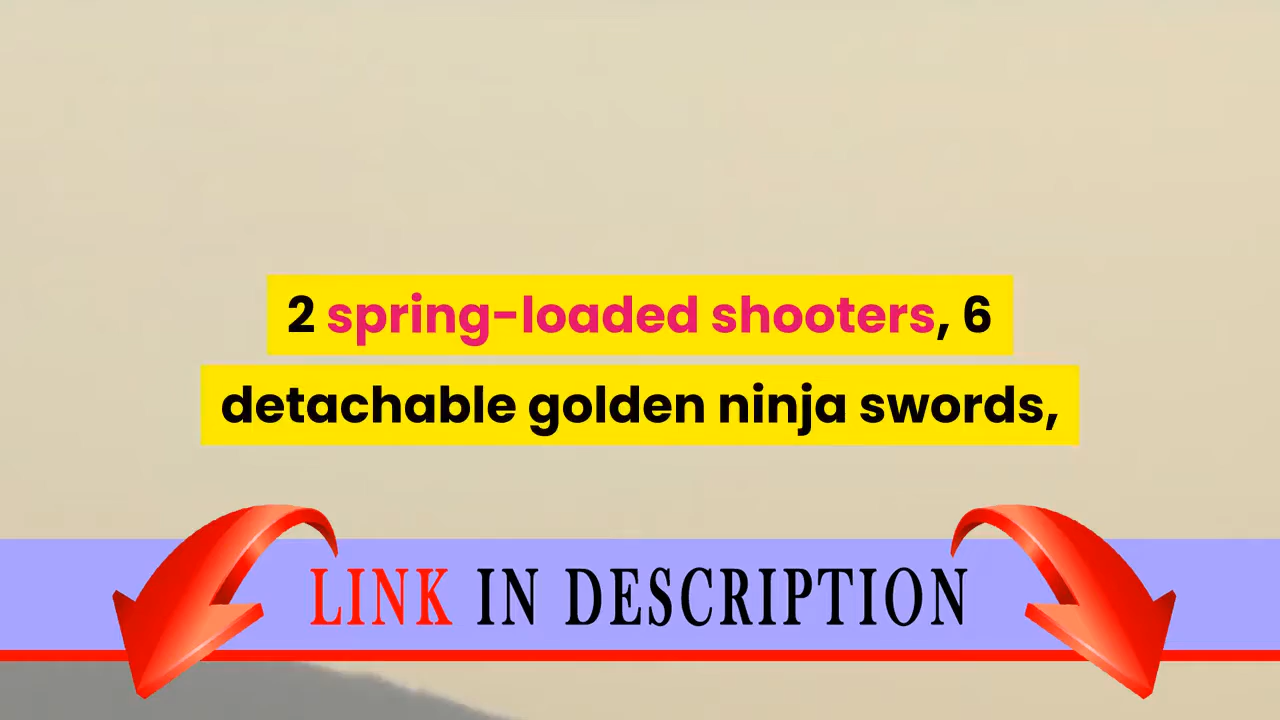 2 spring-loaded shooters, 6
detachable golden ninja swords,
LINK IN DESCRIPTION